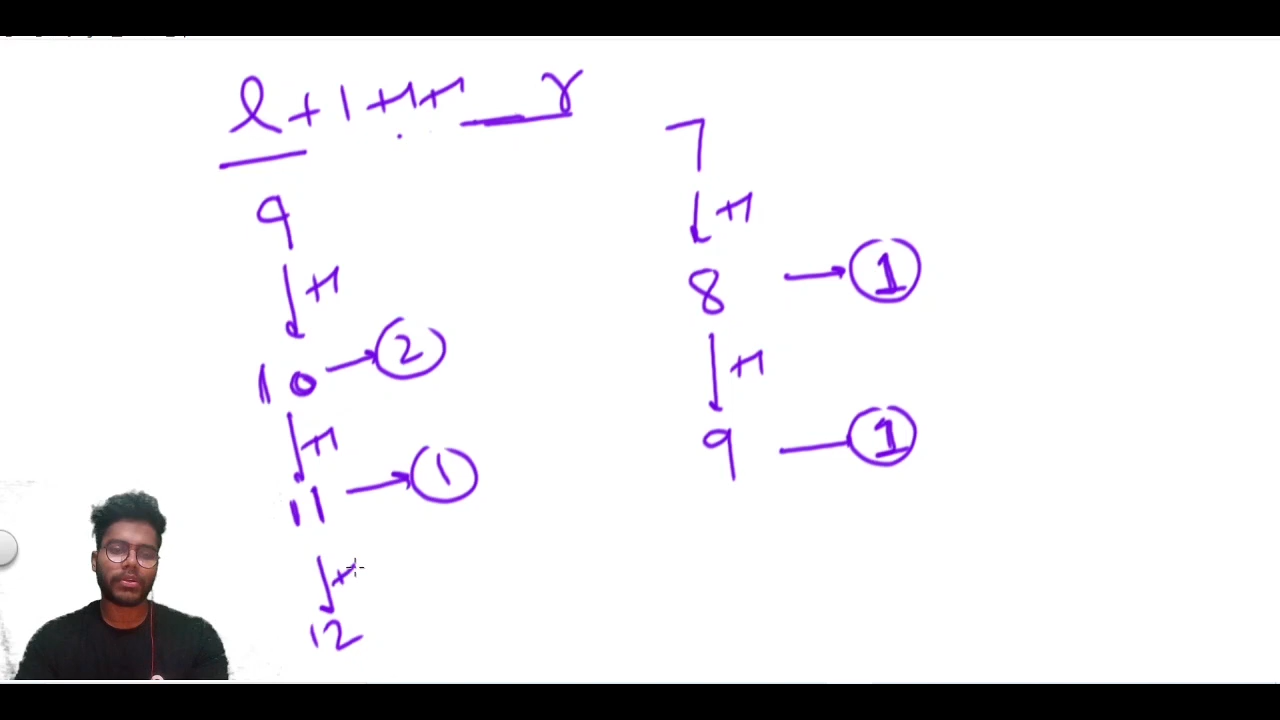 l+1+1+1 __ r
9
+1
10 → 2
+1
11 → 1
+1
12
7
+1
8 → 1
+1
9 — 1